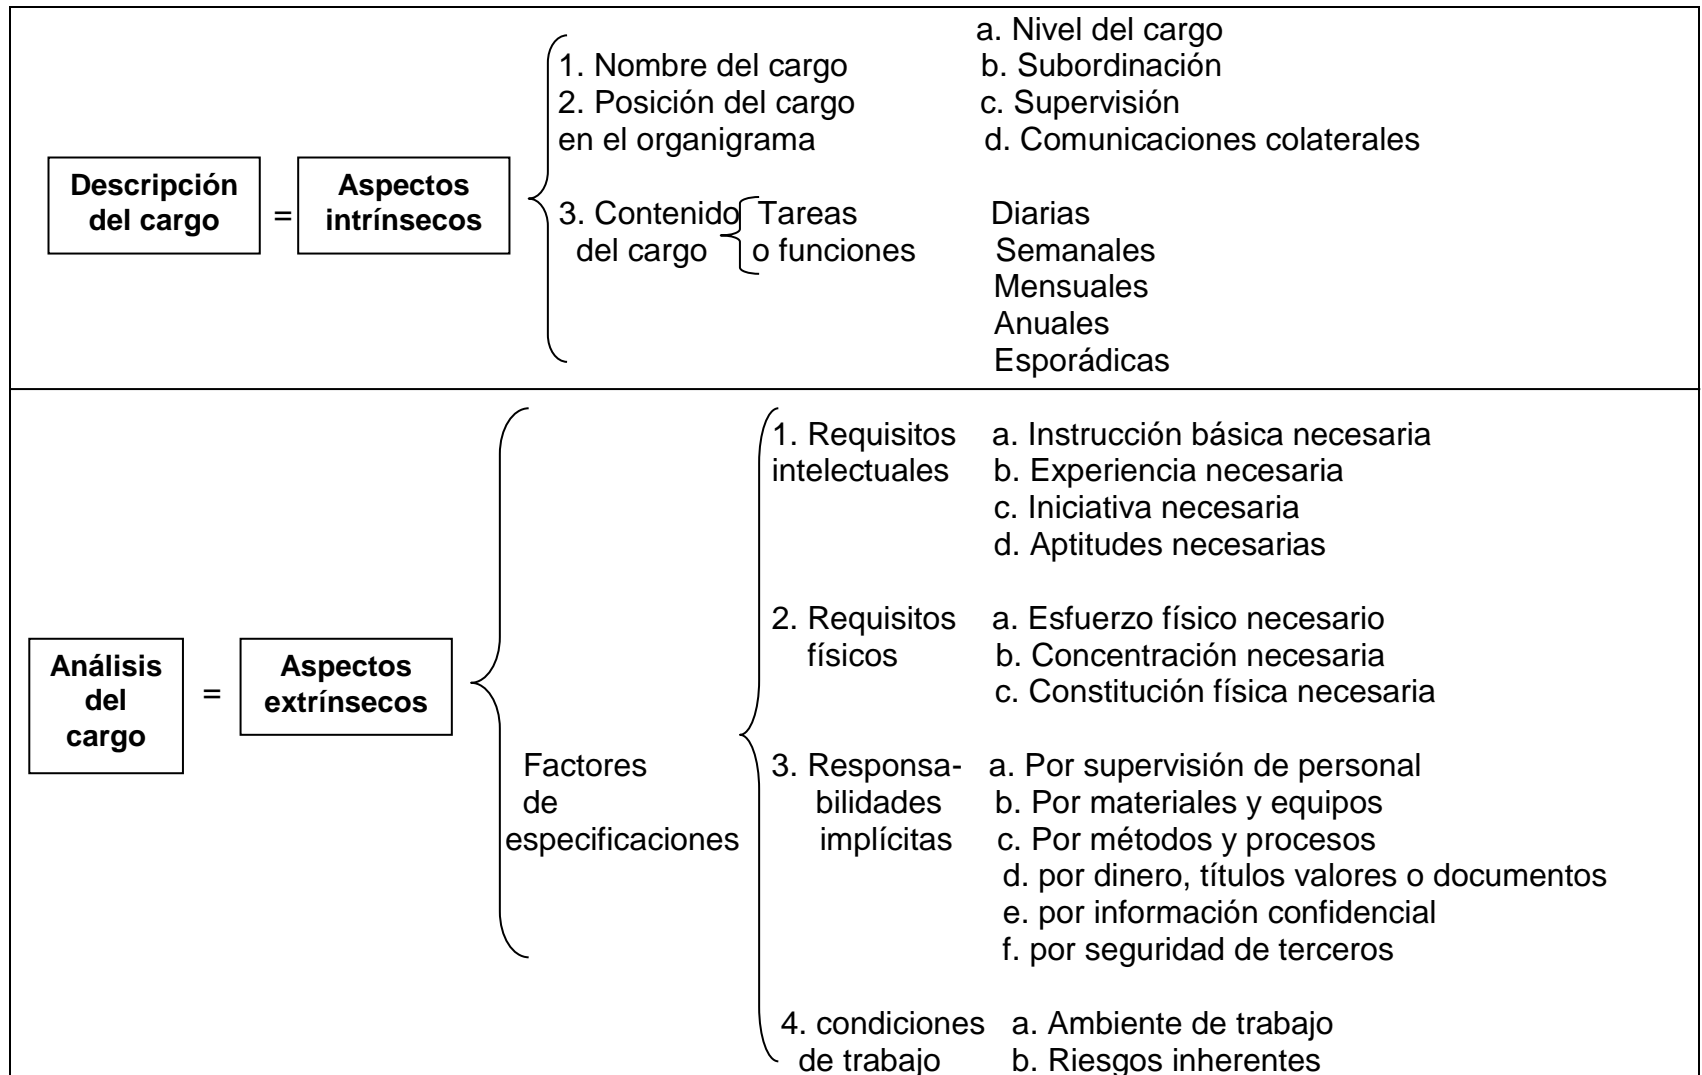 a. Nivel del cargo
1. Nombre del cargo b. Subordinación
2. Posición del cargo c. Supervisión
en el organigrama d. Comunicaciones colaterales
Descripción
del cargo
=
Aspectos
intrínsecos
3. Contenido Tareas Diarias
del cargo o funciones Semanales
Mensuales
Anuales
Esporádicas
Análisis
del
cargo
=
Aspectos
extrínsecos
Factores
de
especificaciones
1. Requisitos a. Instrucción básica necesaria
intelectuales b. Experiencia necesaria
c. Iniciativa necesaria
d. Aptitudes necesarias
2. Requisitos a. Esfuerzo físico necesario
físicos b. Concentración necesaria
c. Constitución física necesaria
3. Responsa- a. Por supervisión de personal
bilidades b. Por materiales y equipos
implícitas c. Por métodos y procesos
d. por dinero, títulos valores o documentos
e. por información confidencial
f. por seguridad de terceros
4. condiciones a. Ambiente de trabajo
de trabajo b. Riesgos inherentes